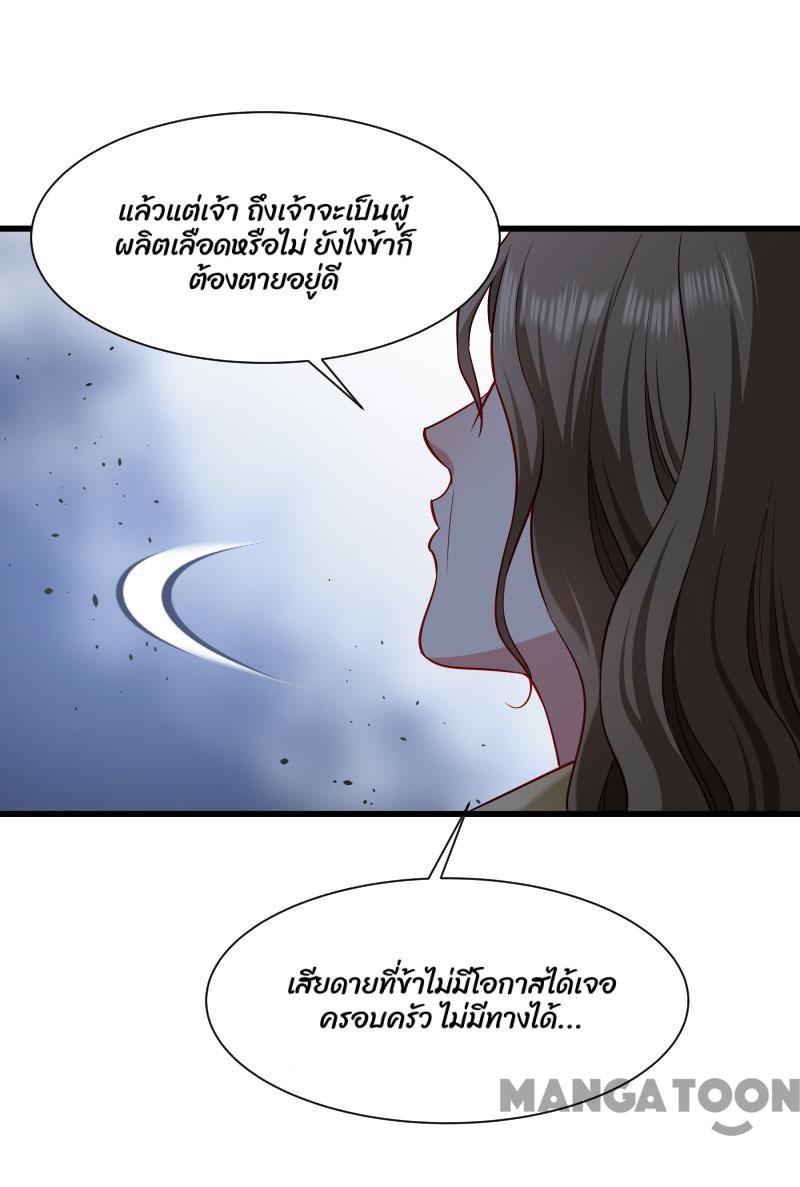 แล้วแต่เจ้า ถึงเจ้าจะเป็นผู้
ผลิตเลือดหรือไม่ ยังไงข้าก็
ต้องตายอยู่ดี
เสียดายที่ข้าไม่มีโอกาสได้เจอ
ครอบครัว ไม่มีทางได้...
MANGATOON